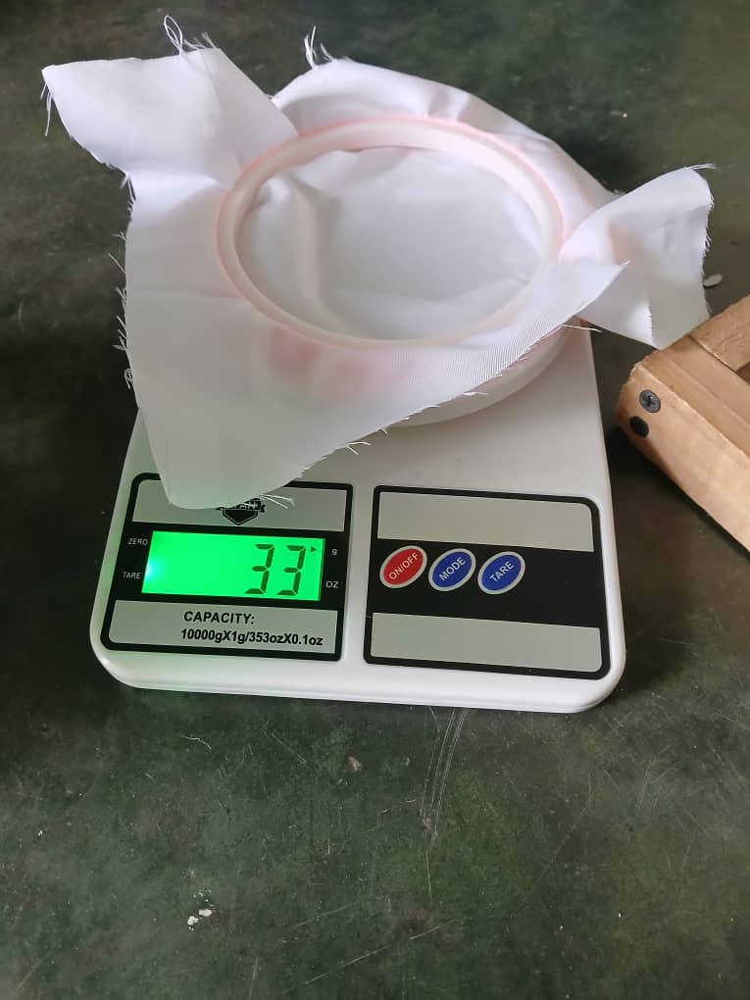 ZERO
TARE
33
g
OZ
CAPACITY:
10000gX1g/353ozX0.1oz
ON/OFF
MODE
TARE